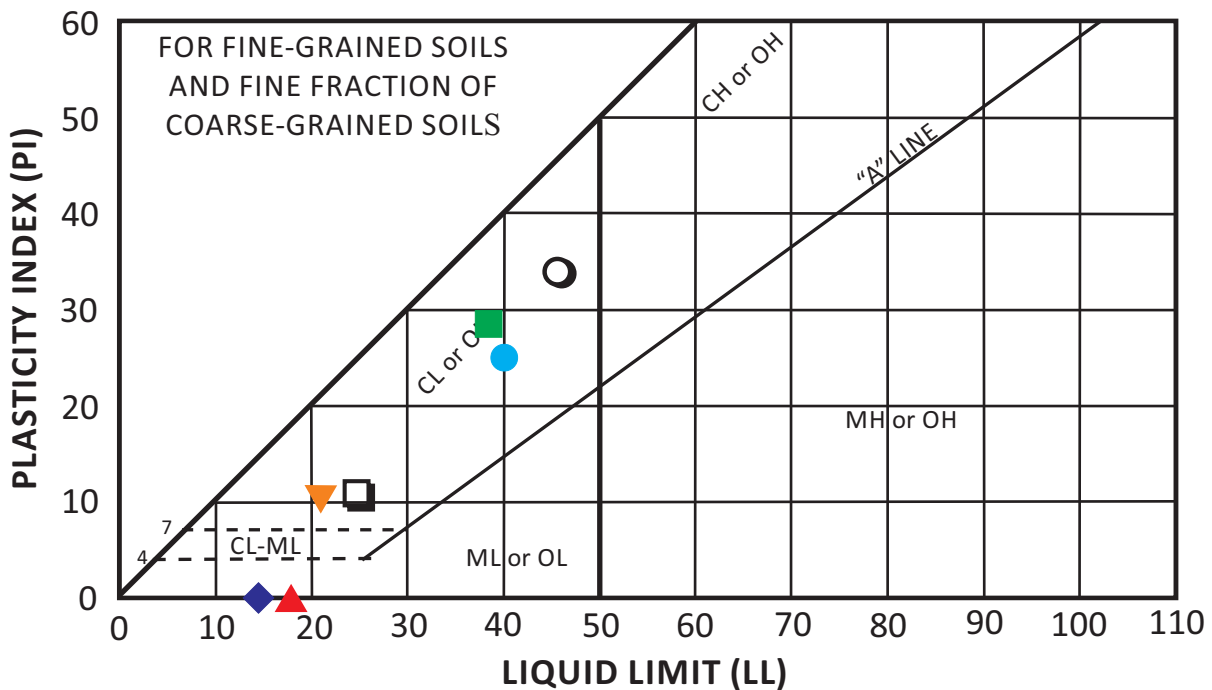 FOR FINE-GRAINED SOILS
AND FINE FRACTION OF
COARSE-GRAINED SOILS
PLASTICITY INDEX (PI)
60
50
40
30
20
10
0
7
4
CH or OH
"A" LINE
CL or
MH or OH
CL-ML
ML or OL
0 10 20 30 40 50 60 70 80 90 100 110
LIQUID LIMIT (LL)